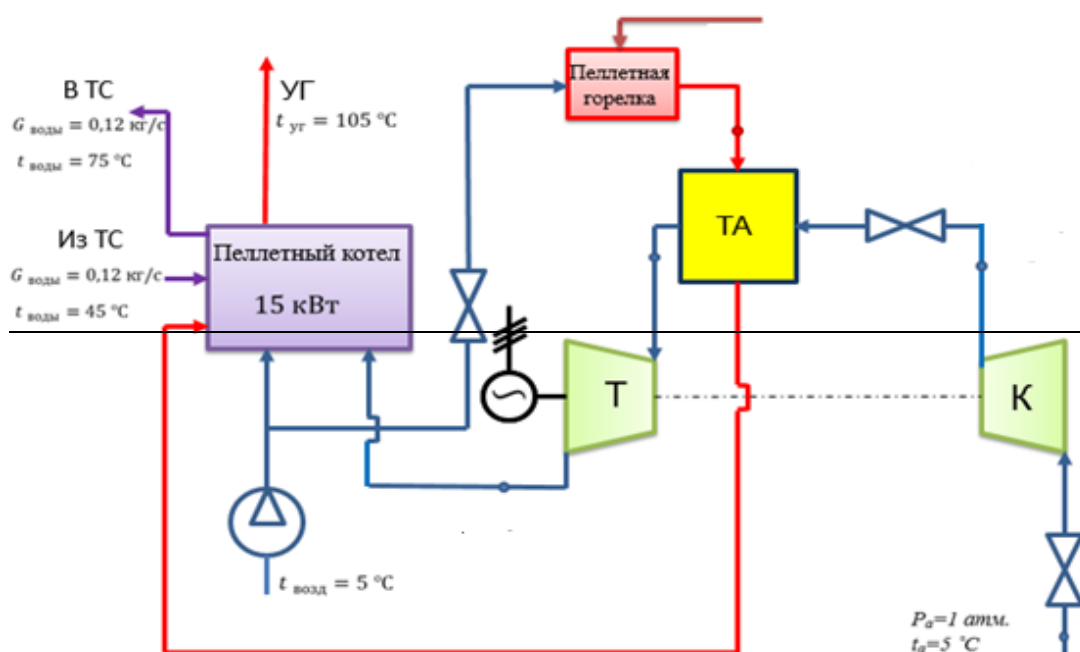 Пеллетная
горелка
В ТС
G воды = 0,12 кг/с
t воды = 75 °C
УГ
t уг = 105 °C
Из ТС
G воды = 0,12 кг/с
t воды = 45 °C
Пеллетный котел
15 кВт
ТА
Т
К
t возд = 5 °C
Pₐ=1 атм.
tₐ=5 °C